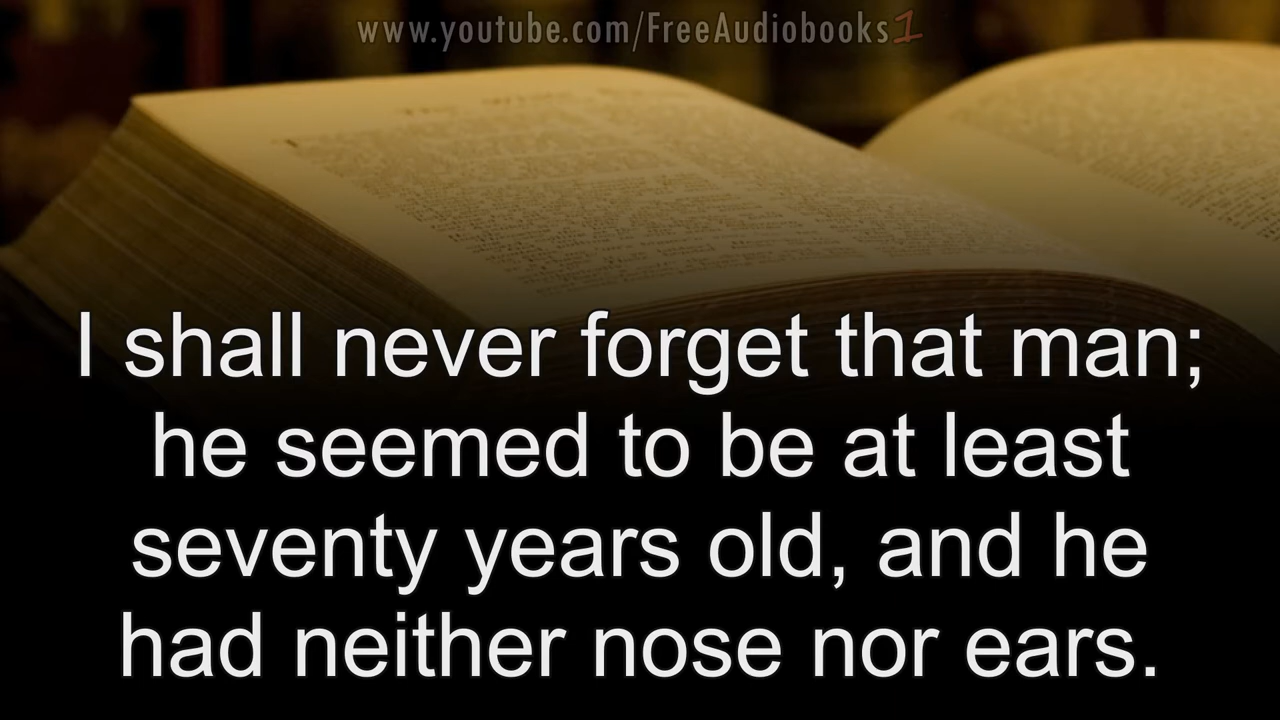 www.youtube.com/FreeAudiobooks1
I shall never forget that man;
he seemed to be at least
seventy years old, and he
had neither nose nor ears.